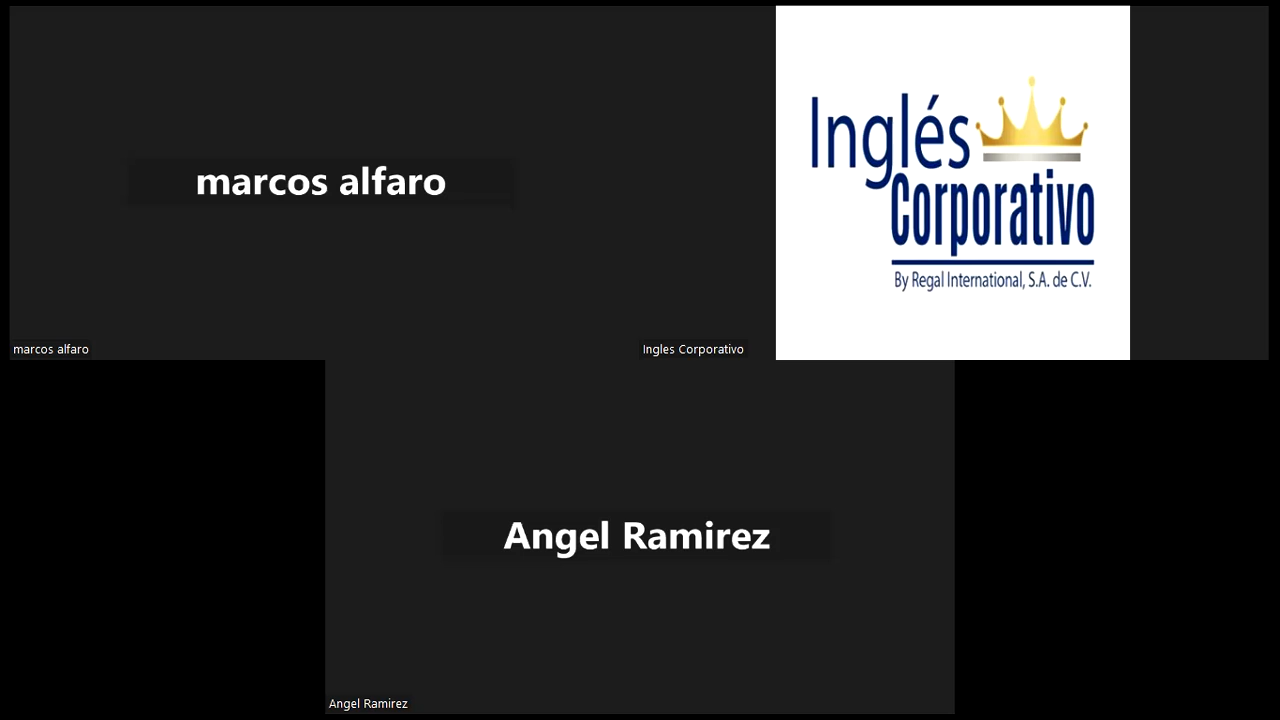 marcos alfaro
marcos alfaro
Inglés
Corporativo
By Regal International, S.A. de C.V.
Ingles Corporativo
Angel Ramirez
Angel Ramirez